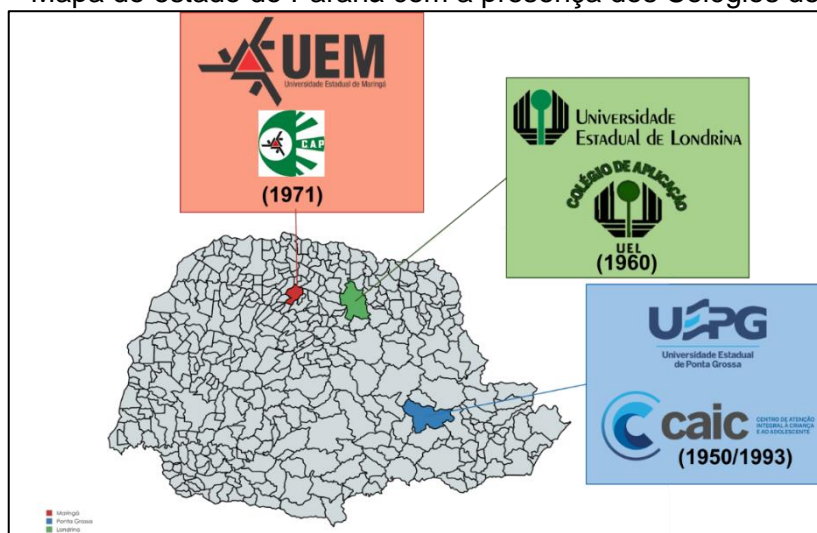 Mapa do estado do Paraná com a presença dos Colégios de
UEM
Universidade Estadual de Maringá
CAP
(1971)
UNIVERSIDADE
ESTADUAL DE LONDRINA
COLÉGIO DE APLICAÇÃO
UEL
(1960)
UEPG
Universidade Estadual
de Ponta Grossa
caic
CENTRO DE ATENÇÃO
INTEGRAL À CRIANÇA
E AO ADOLESCENTE
(1950/1993)
Maringá
Ponta Grossa
Londrina